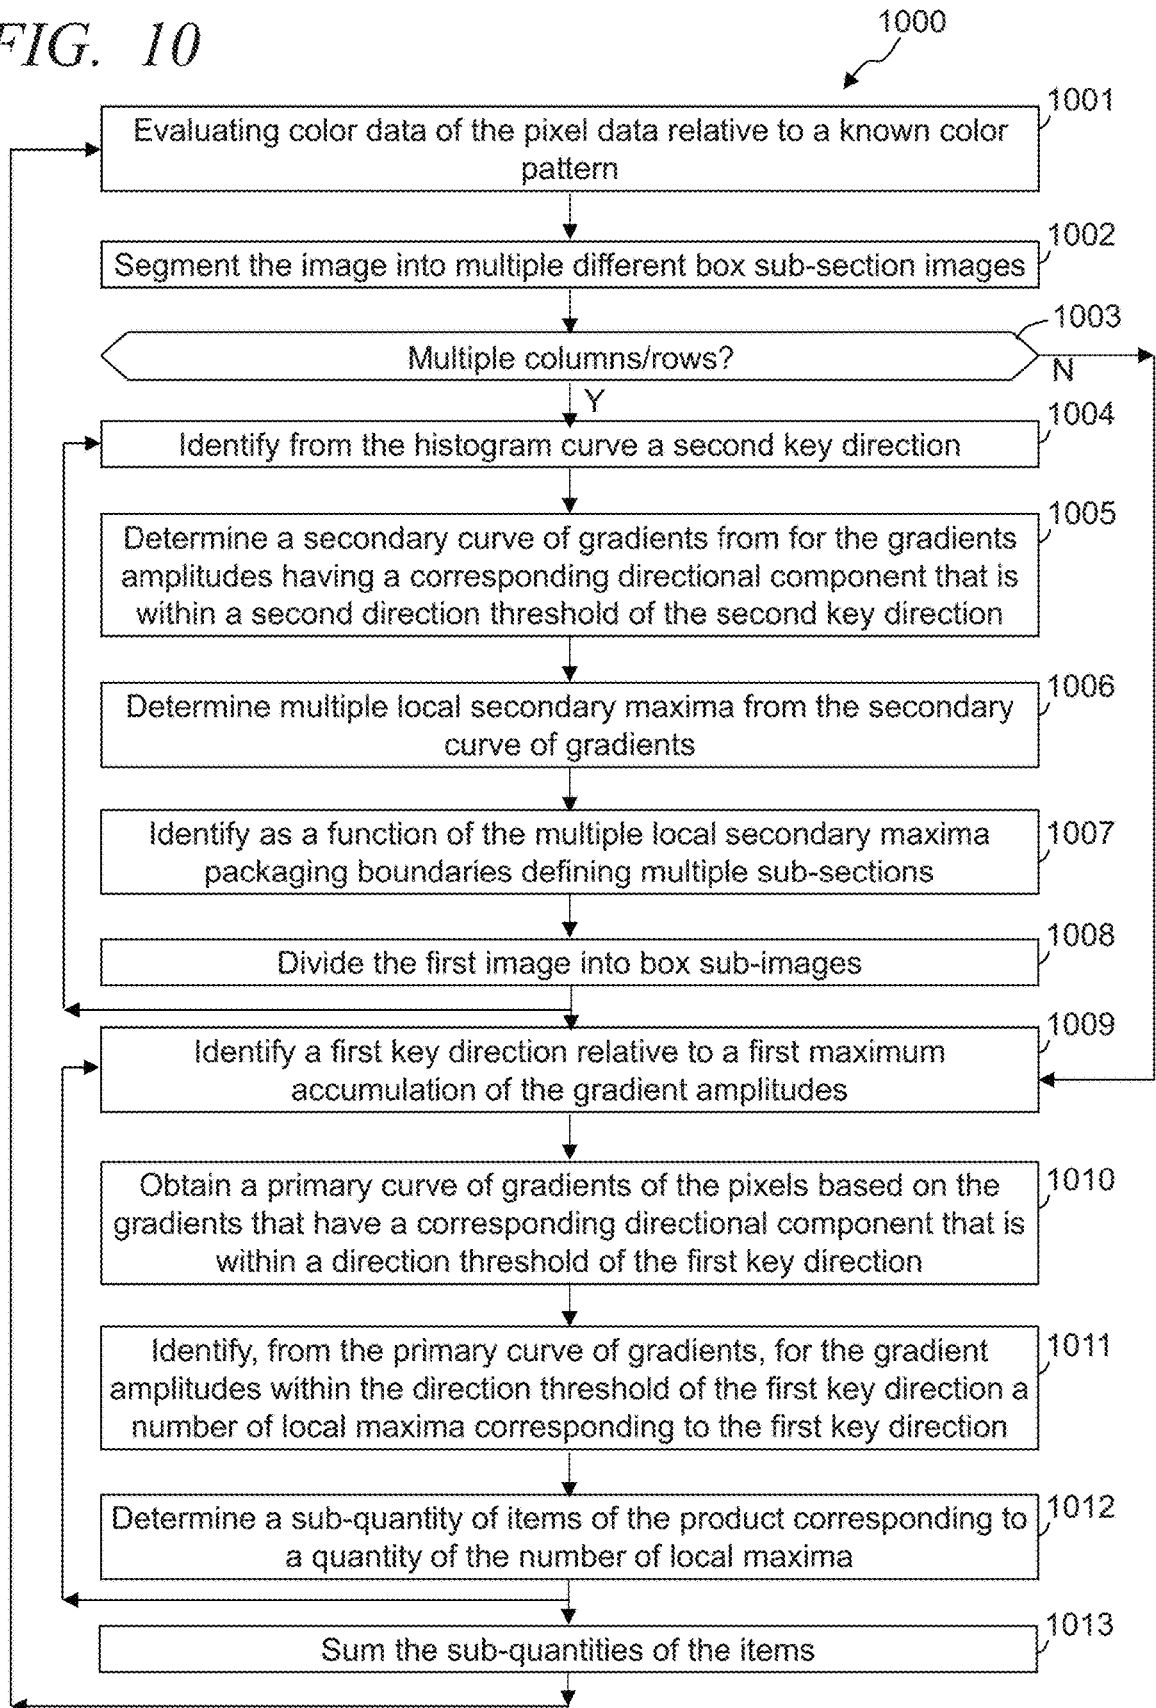 FIG. 10
1000
1001
Evaluating color data of the pixel data relative to a known color
pattern
1002
Segment the image into multiple different box sub-section images
1003
Multiple columns/rows?
N
Y
1004
Identify from the histogram curve a second key direction
1005
Determine a secondary curve of gradients from for the gradients
amplitudes having a corresponding directional component that is
within a second direction threshold of the second key direction
1006
Determine multiple local secondary maxima from the secondary
curve of gradients
1007
Identify as a function of the multiple local secondary maxima
packaging boundaries defining multiple sub-sections
1008
Divide the first image into box sub-images
1009
Identify a first key direction relative to a first maximum
accumulation of the gradient amplitudes
1010
Obtain a primary curve of gradients of the pixels based on the
gradients that have a corresponding directional component that is
within a direction threshold of the first key direction
1011
Identify, from the primary curve of gradients, for the gradient
amplitudes within the direction threshold of the first key direction a
number of local maxima corresponding to the first key direction
1012
Determine a sub-quantity of items of the product corresponding to
a quantity of the number of local maxima
1013
Sum the sub-quantities of the items